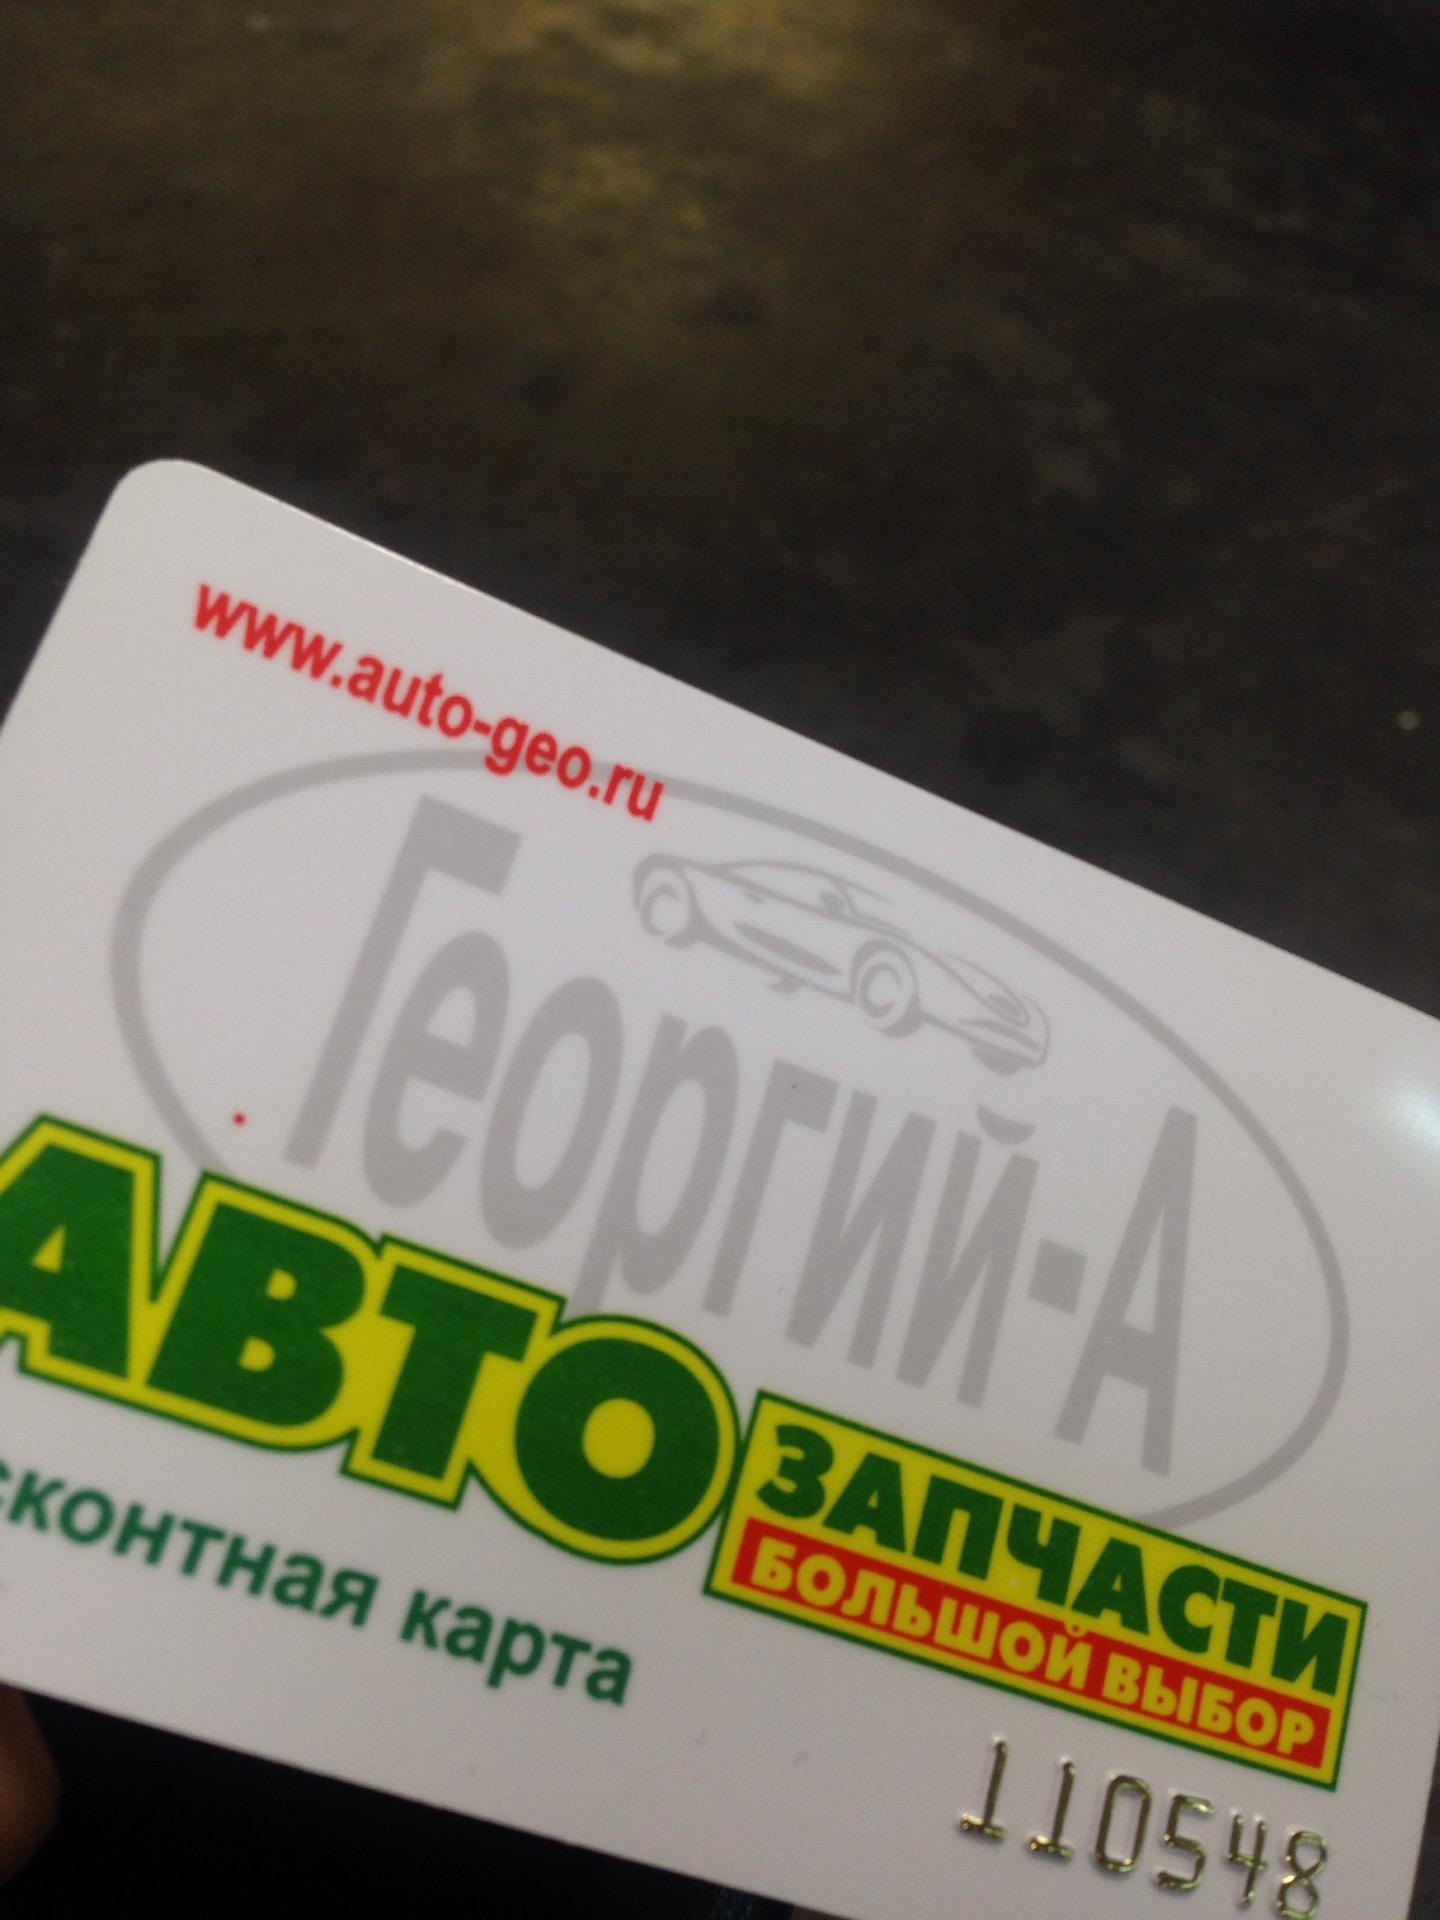 www.auto-geo.ru
Георгий-А
АВТО
ЗАПЧАСТИ
БОЛЬШОЙ ВЫБОР
сконтная карта
110548